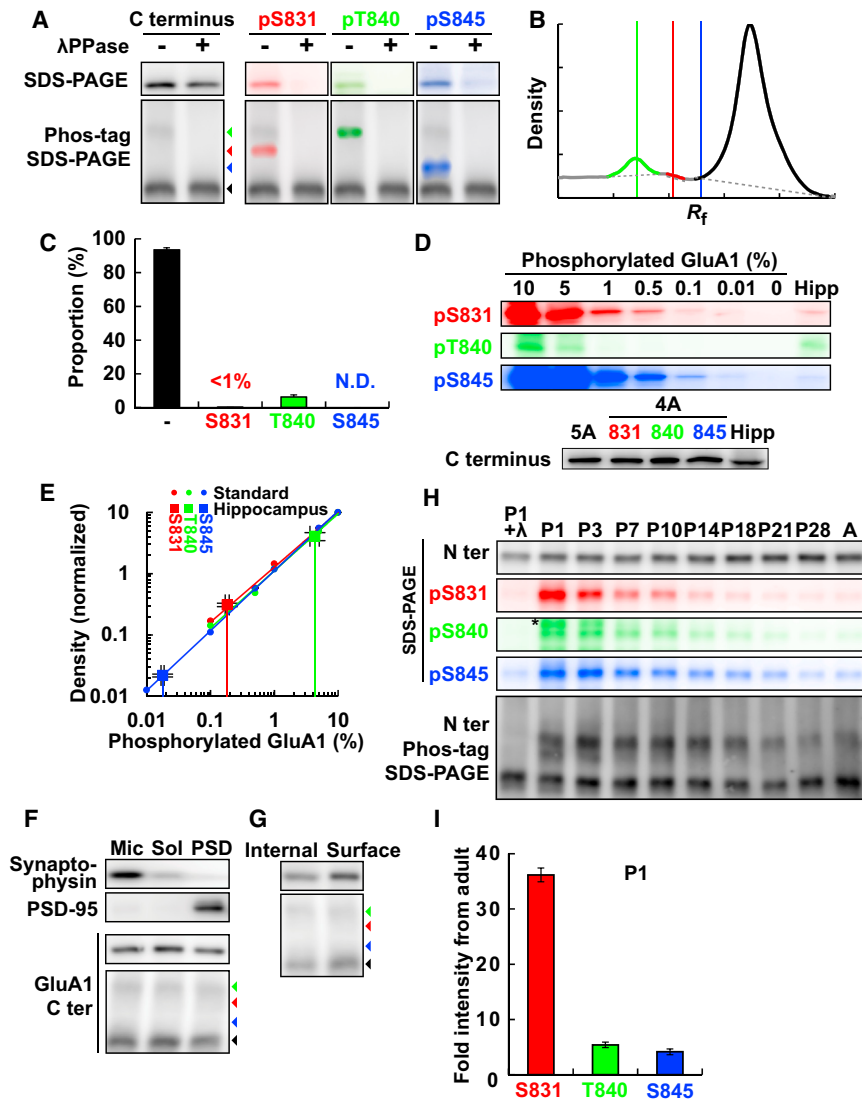 A
C terminus pS831 pT840 pS845
λPPase - + - + - + - +
SDS-PAGE
Phos-tag
SDS-PAGE
B
Density
Rf
C
Proportion (%)
100
80
60
40
20
0
<1%
N.D.
- S831 T840 S845
D
Phosphorylated GluA1 (%)
10 5 1 0.5 0.1 0.01 0 Hipp
pS831
pT840
pS845
4A
5A 831 840 845 Hipp
C terminus
E
Standard
Hippocampus
S831
T840
S845
Density (normalized)
10
1
0.1
0.01
0.01 0.1 1 10
Phosphorylated GluA1 (%)
F
Mic Sol PSD
Synapto-
physin
PSD-95
GluA1
C ter
G
Internal Surface
H
P1
+λ P1 P3 P7 P10 P14 P18 P21 P28 A
SDS-PAGE
N ter
pS831
pS840
*
pS845
N ter
Phos-tag
SDS-PAGE
I
P1
Fold intensity from adult
40
30
20
10
0
S831 T840 S845